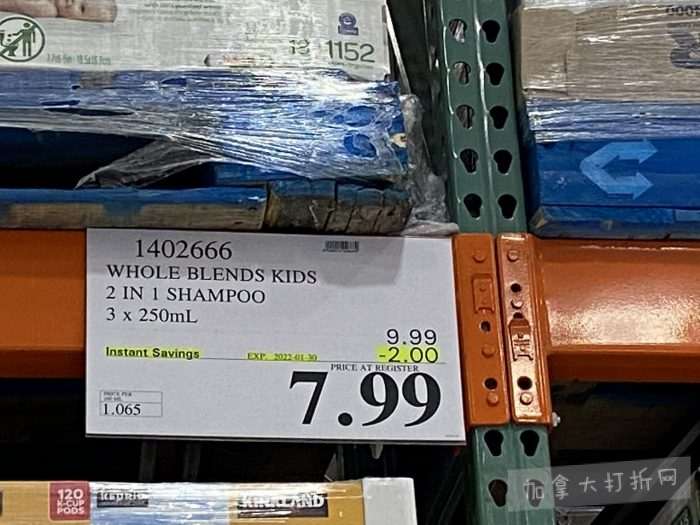 1152
1402666
WHOLE BLENDS KIDS
2 IN 1 SHAMPOO
3 x 250mL
9.99
Instant Savings EXP. 2022-01-30 -2.00
PRICE AT REGISTER
7.99
1.065
120
K-CUP
PODS
KEURIG
KIRKLAND
加拿大打折网